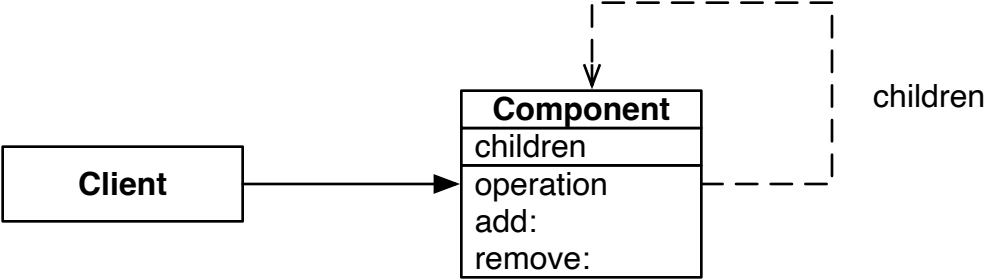 Component
children
children
Client
operation
add:
remove: